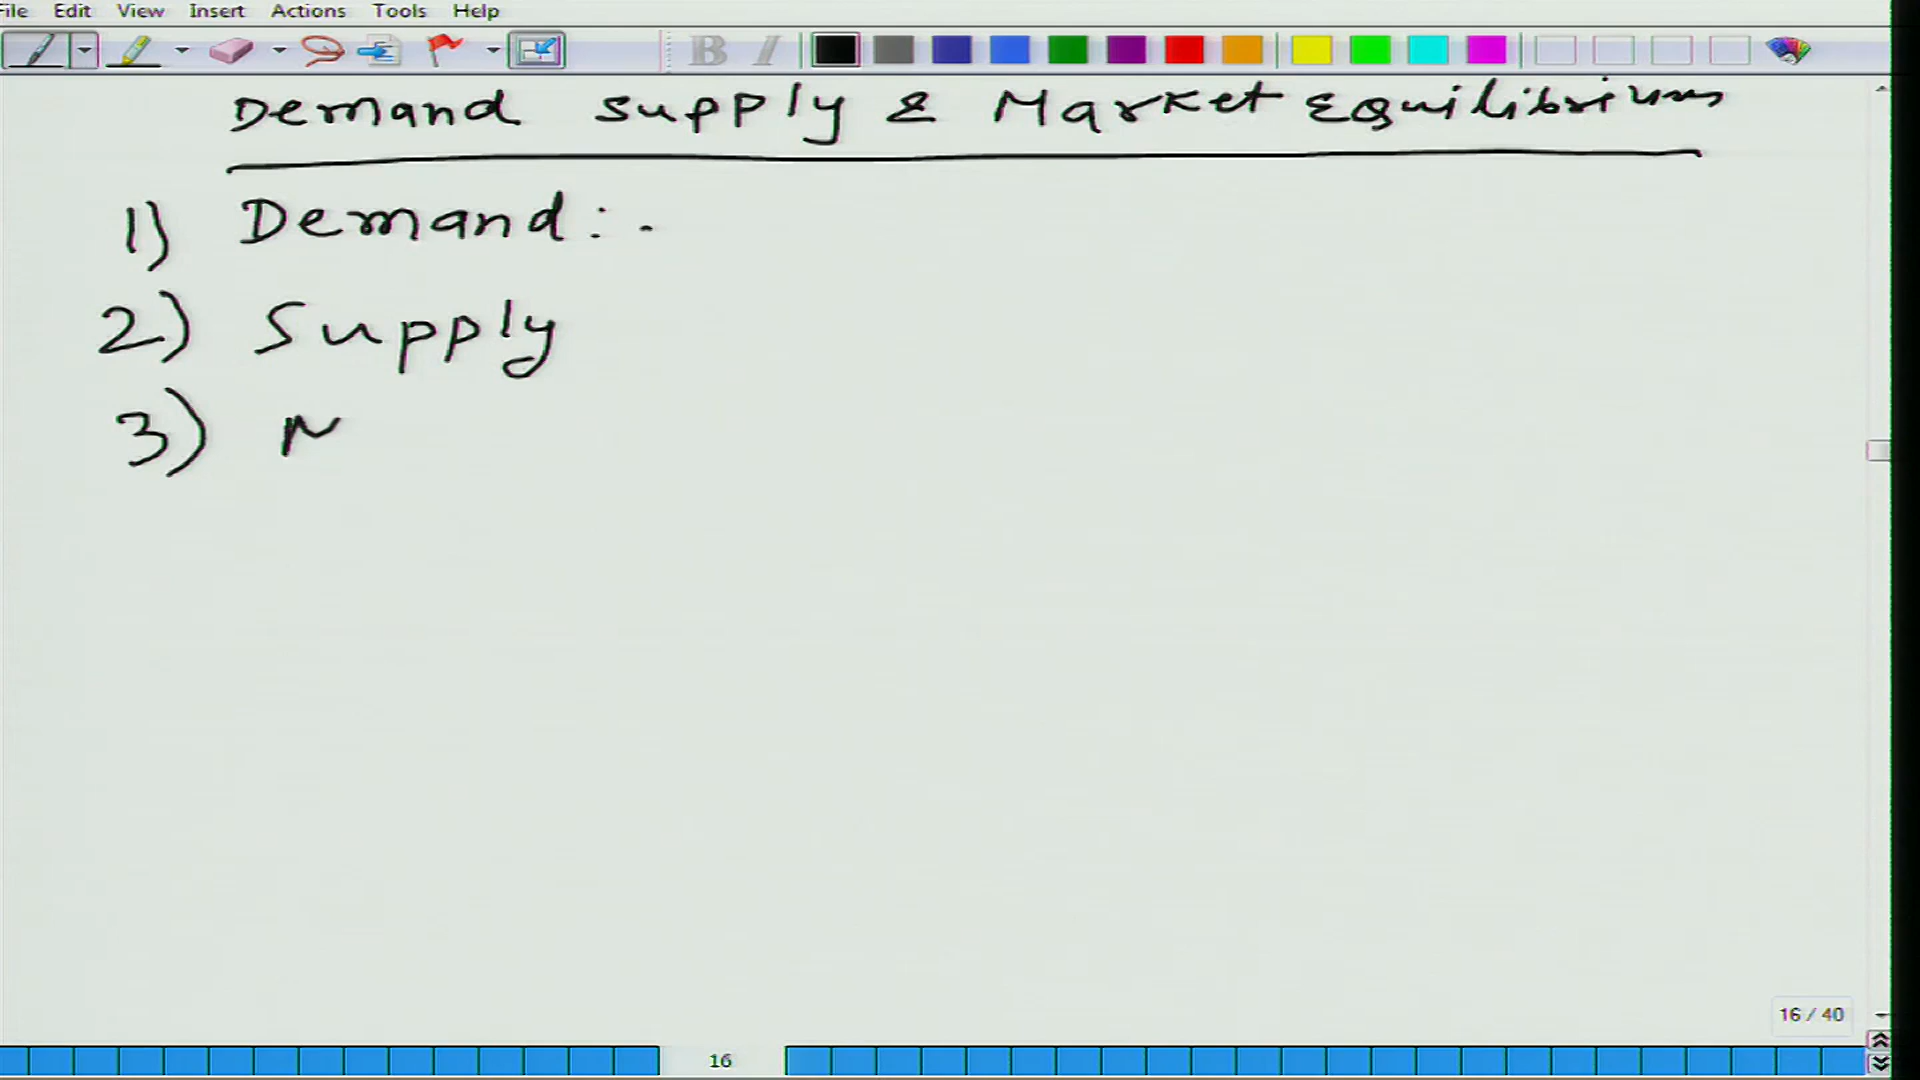 File Edit View Insert Actions Tools Help
B I
Demand supply & Market Equilibrium
1) Demand : .
2) Supply
3) M
16 / 40
16